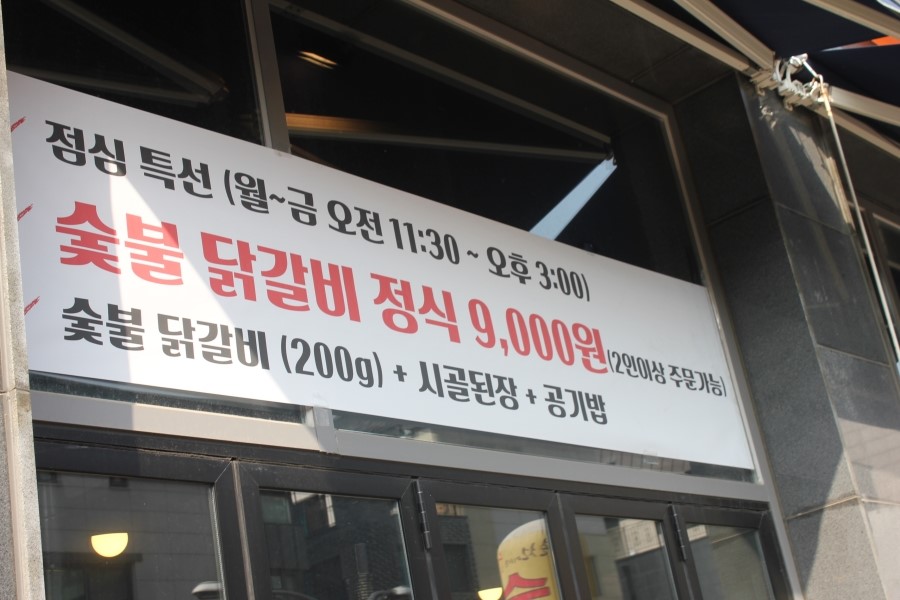 점심 특선 (월~금 오전 11:30 ~ 오후 3:00)
숯불 닭갈비 정식 9,000원(2인이상 주문가능)
숯불 닭갈비 (200g) + 시골된장 + 공기밥